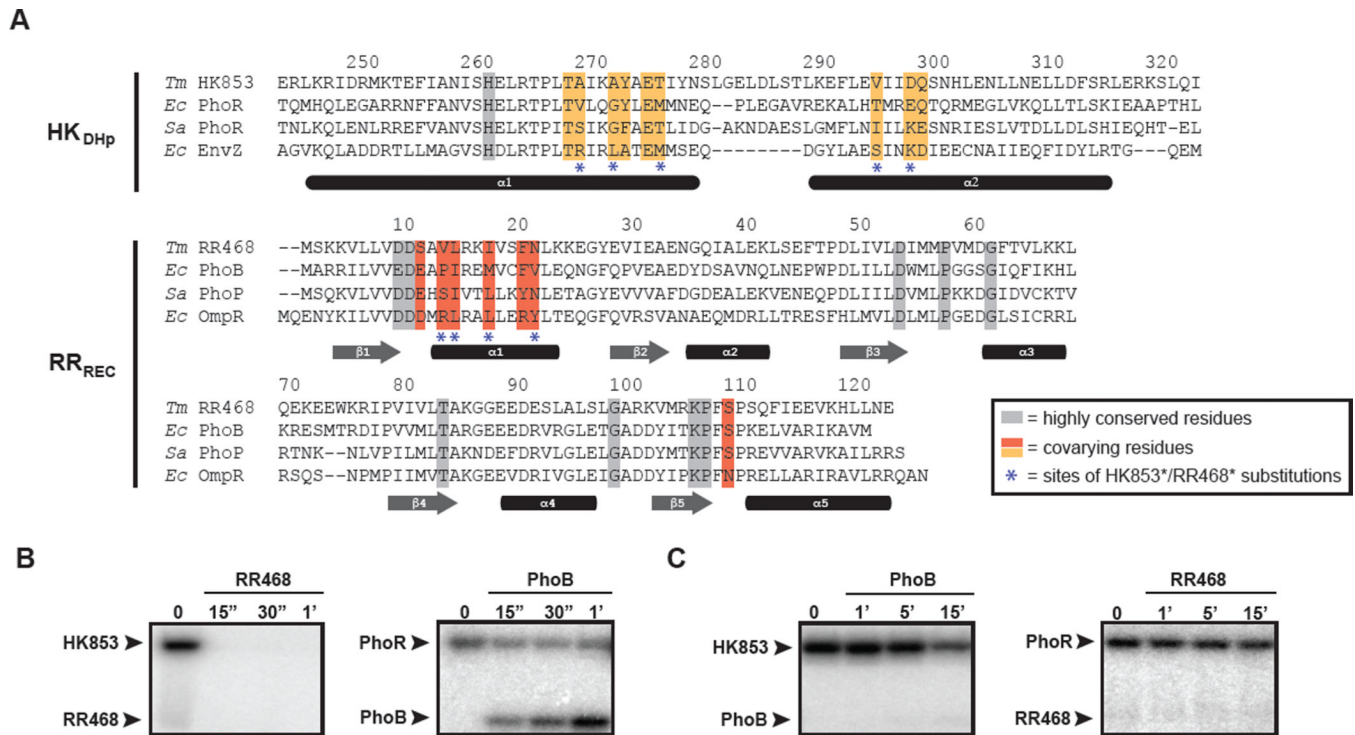 A
250 260 270 280 290 300 310 320
Tm HK853 ERLKRIDRMKTEFIANISHELRTPLTAIKAYAETIYNSLGELDLSTLKEFLEVIIDQSNHLENLLNELLDFSRLERKSLQI
Ec PhoR TQMHQLEGARRNFFANVSHELRTPLTVLQGYLEMMNEQ--PLEGAVREKALHTMREQTQRMEGLVKQLLTLSKIEAAPTHL
Sa PhoR TNLKQLENLRREFVANVSHELKTPITSIKGFAETLIDG-AKNDAESLGMFLNIILKESNRIESLVTDLLDLSHIEQHT-EL
Ec EnvZ AGVKQLADDRTLLMAGVSHDLRTPLTRIRLATEMMSEQ--------DGYLAESINKDIEECNAIIEQFIDYLRTG---QEM
HK DHp
* * * * *
α1 α2
10 20 30 40 50 60
Tm RR468 --MSKKVLLVDDSAVLRKIVSFNLKKEGYEVIEAENGQIALEKLSEFTPDLIVLDIMMPVMDGFTVLKKL
Ec PhoB --MARRILVVEDEAPIREMVCFVLEQNGFQPVEAEDYDSAVNQLNEPWPDLILLDWMLPGGSGIQFIKHL
Sa PhoP --MSQKVLVVDDEHSIVTLLKYNLETAGYEVVVAFDGDEALEKVENEQPDLIILDVMLPKKDGIDVCKTV
Ec OmpR MQENYKILVVDDDMRLRALLERYLTEQGFQVRSVANAEQMDRLLTRESFHLMVLDLMLPGEDGLSICRRL
** * *
β1 α1 β2 α2 β3 α3
RR REC
70 80 90 100 110 120
Tm RR468 QEKEEWKRIPVIVLTAKGGEEDESLALSLGARKVMRKPFSPSQFIEEVKHLLNE
Ec PhoB KRESMTRDIPVVMLTARGEEEDRVRGLETGADDYITKPFSPKELVARIKAVM
Sa PhoP RTNK--NLVPILMLTAKNDEFDRVLGLELGADDYMTKPFSPREVVARVKAILRRS
Ec OmpR RSQS--NPMPIIMVTAKGEEVDRIVGLEIGADDYIPKPFNPRELLARIRAVLRRQAN
β4 α4 β5 α5
= highly conserved residues
= covarying residues
* = sites of HK853*/RR468* substitutions
B
RR468
0 15” 30” 1’
HK853
RR468
PhoB
0 15” 30” 1’
PhoR
PhoB
C
PhoB
0 1’ 5’ 15’
HK853
PhoB
RR468
0 1’ 5’ 15’
PhoR
RR468